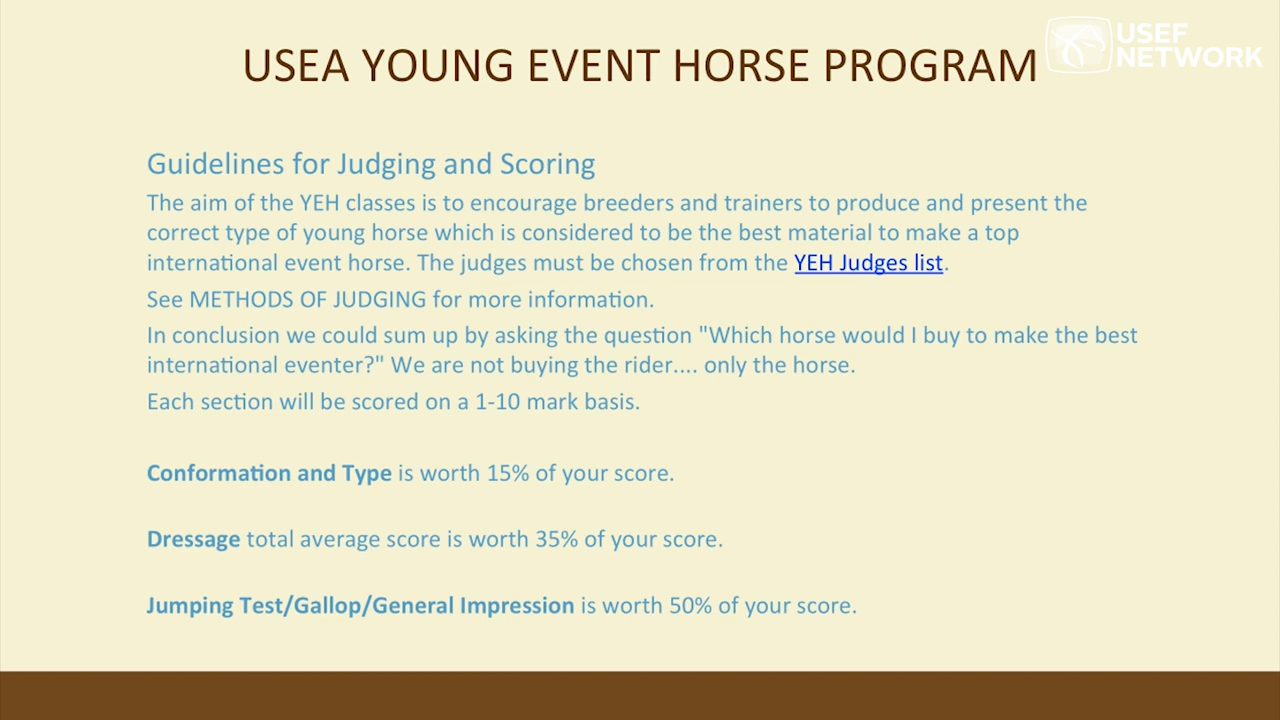 USEA YOUNG EVENT HORSE PROGRAM
USEF
NETWORK
Guidelines for Judging and Scoring
The aim of the YEH classes is to encourage breeders and trainers to produce and present the
correct type of young horse which is considered to be the best material to make a top
international event horse. The judges must be chosen from the YEH Judges list.
See METHODS OF JUDGING for more information.
In conclusion we could sum up by asking the question "Which horse would I buy to make the best
international eventer?" We are not buying the rider.... only the horse.
Each section will be scored on a 1-10 mark basis.
Conformation and Type is worth 15% of your score.
Dressage total average score is worth 35% of your score.
Jumping Test/Gallop/General Impression is worth 50% of your score.